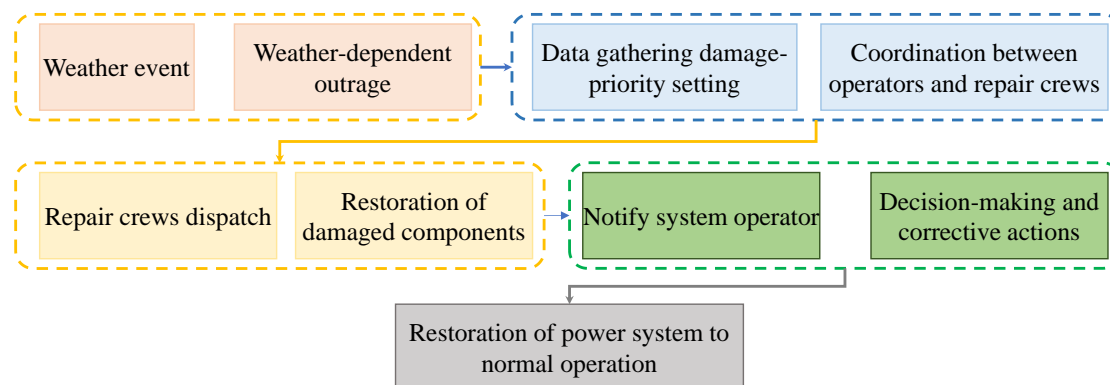 Weather event
Weather-dependent
outrage
Data gathering damage-
priority setting
Coordination between
operators and repair crews
Repair crews dispatch
Restoration of
damaged components
Notify system operator
Decision-making and
corrective actions
Restoration of power system to
normal operation